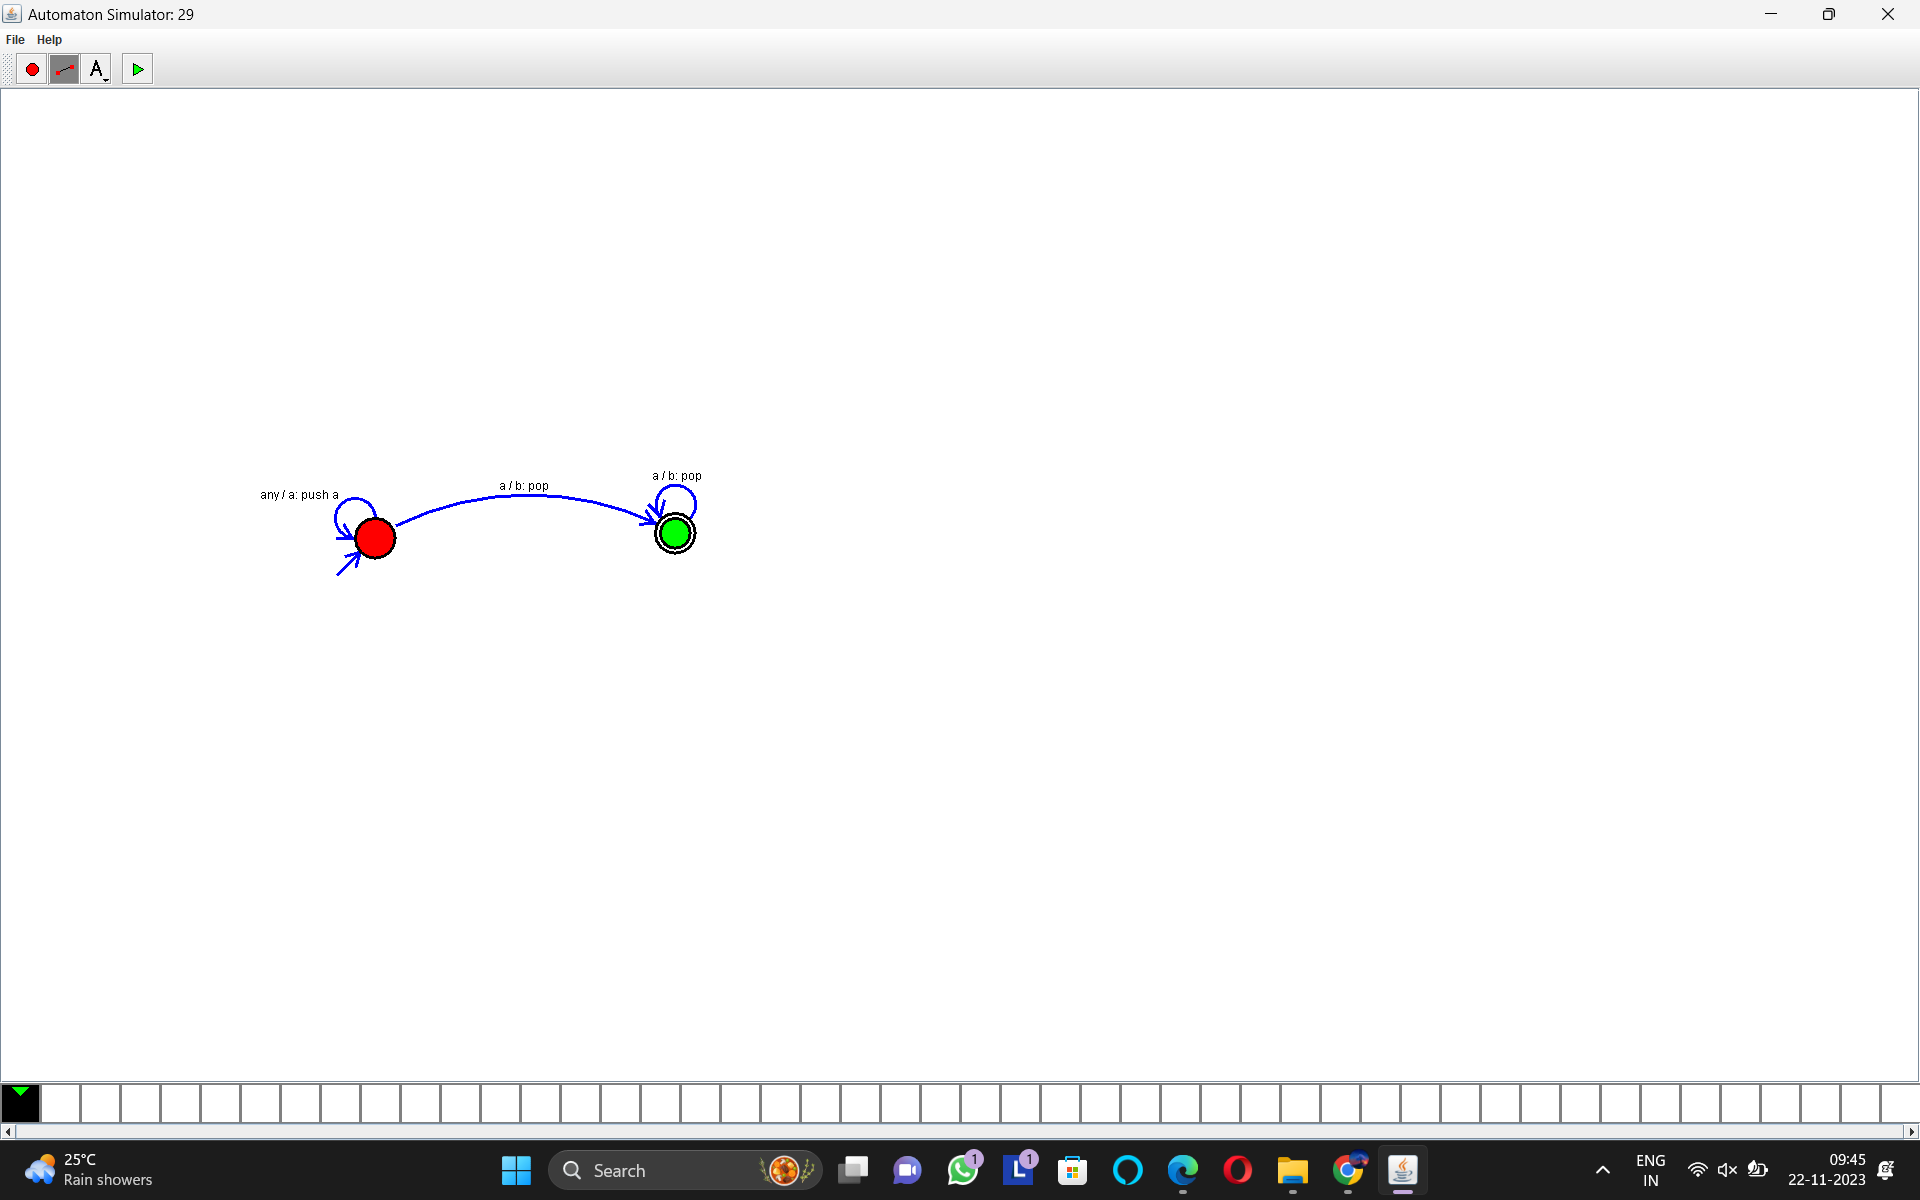 Automaton Simulator: 29
File Help
A
a / b: pop
a / b: pop
any / a: push a
25°C
Rain showers
Search
1
L
1
ENG
IN
09:45
22-11-2023